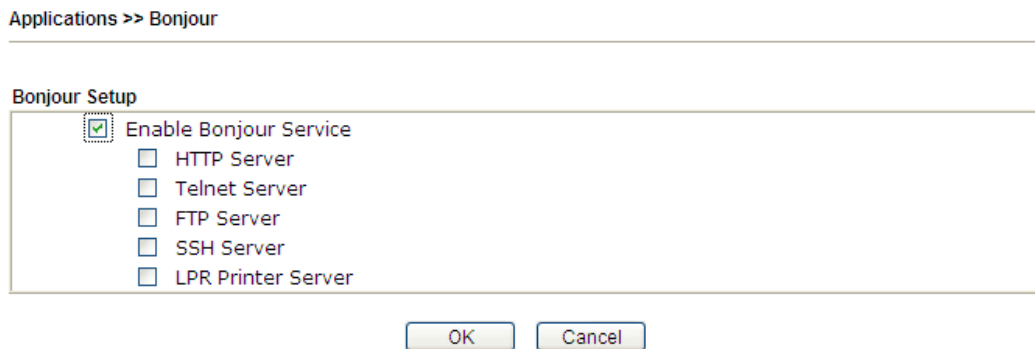 Applications >> Bonjour
Bonjour Setup
Enable Bonjour Service
HTTP Server
Telnet Server
FTP Server
SSH Server
LPR Printer Server
OK Cancel